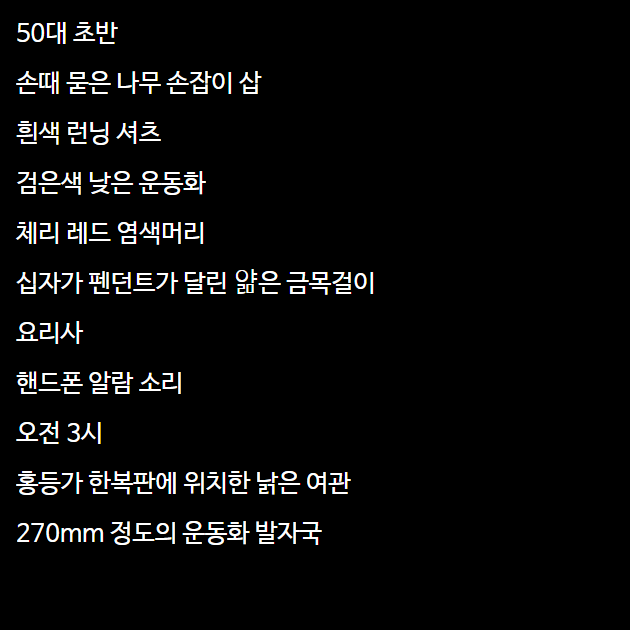 50대 초반
손때 묻은 나무 손잡이 삽
흰색 런닝 셔츠
검은색 낮은 운동화
체리 레드 염색머리
십자가 펜던트가 달린 얊은 금목걸이
요리사
핸드폰 알람 소리
오전 3시
홍등가 한복판에 위치한 낡은 여관
270mm 정도의 운동화 발자국